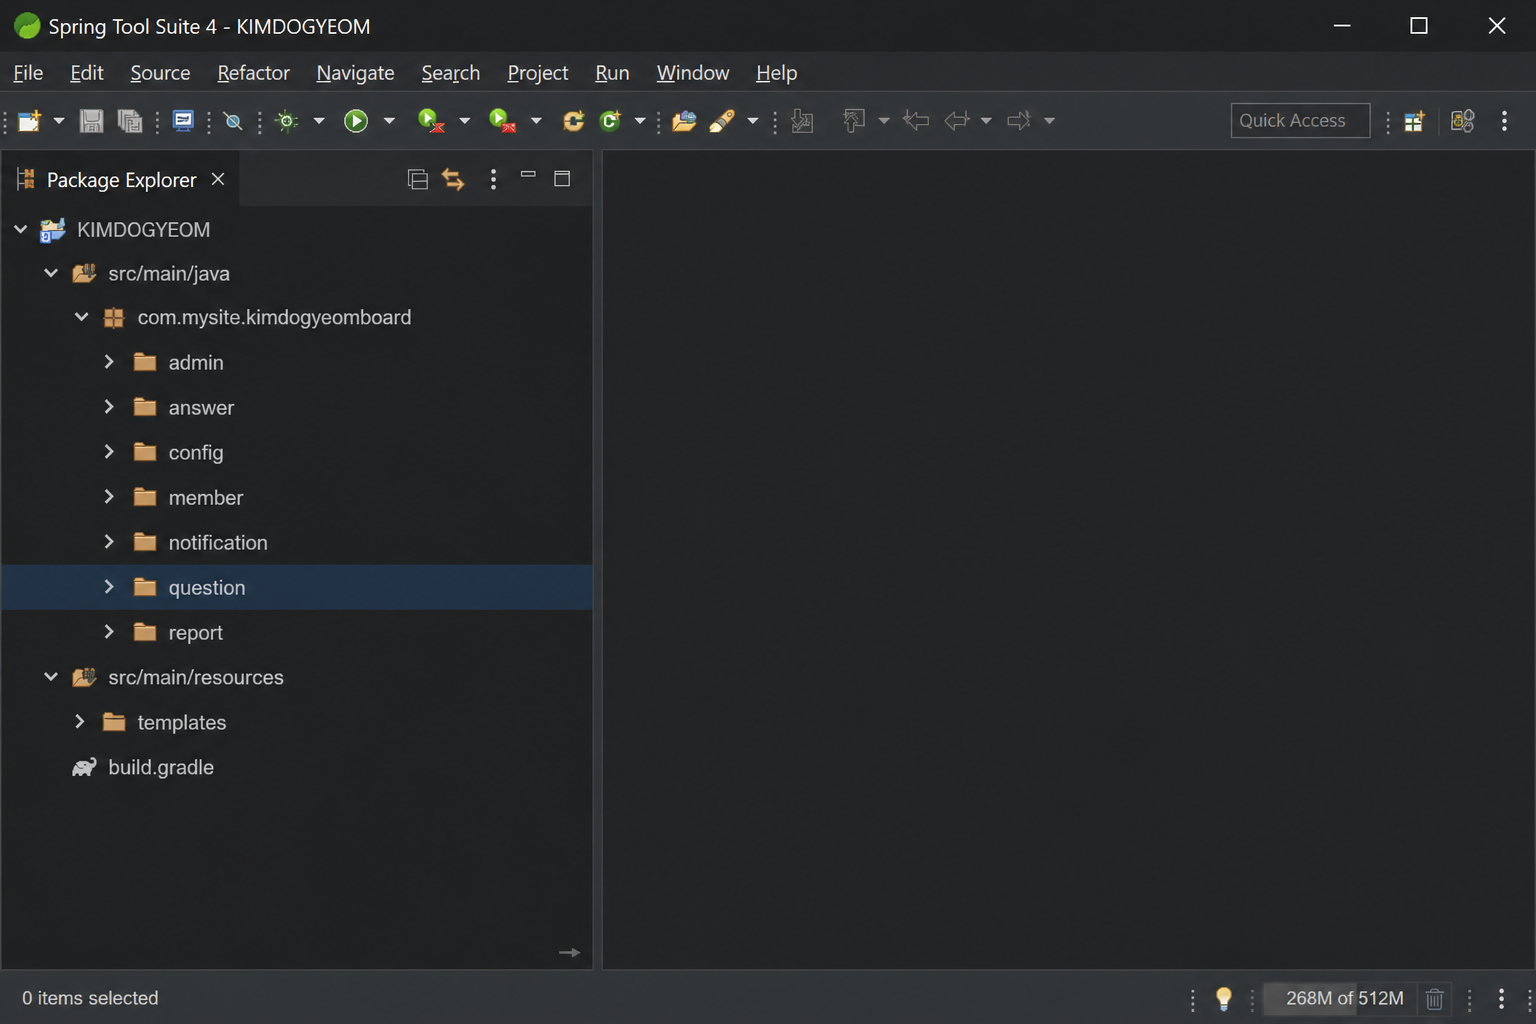 Spring Tool Suite 4 - KIMDOGYEOM
File Edit Source Refactor Navigate Search Project Run Window Help
Quick Access
Package Explorer
KIMDOGYEOM
src/main/java
com.mysite.kimdogyeomboard
admin
answer
config
member
notification
question
report
src/main/resources
templates
build.gradle
0 items selected
268M of 512M